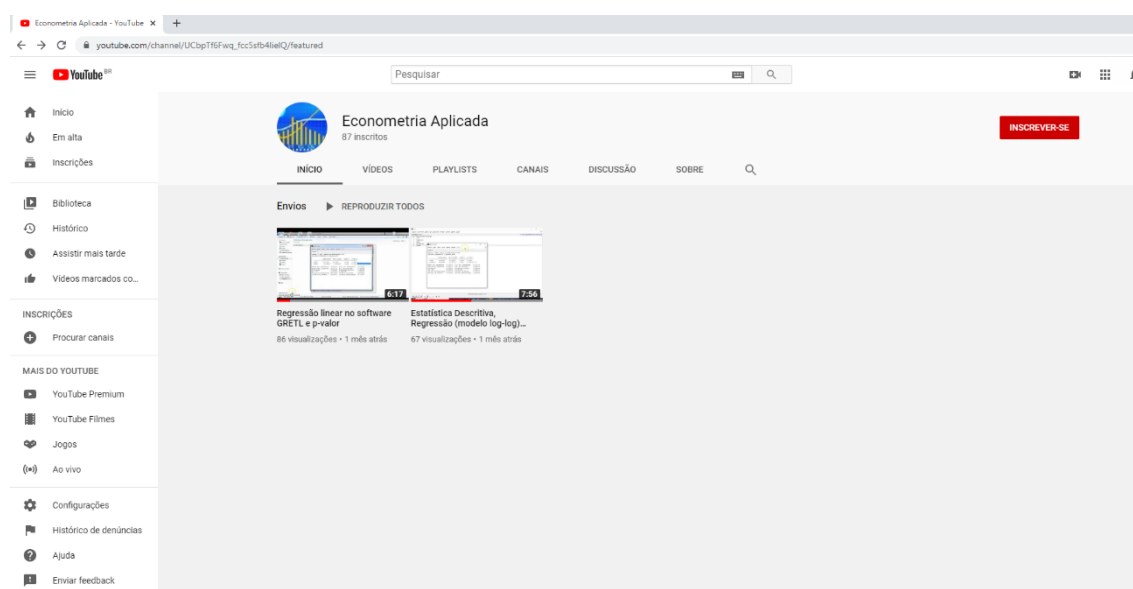 Econometria Aplicada - YouTube
youtube.com/channel/UCbpTf6Fwq_fcc5sfb4lielQ/featured
YouTube BR
Pesquisar
Início
Em alta
Inscrições
Biblioteca
Histórico
Assistir mais tarde
Vídeos marcados co...
INSCRIÇÕES
Procurar canais
MAIS DO YOUTUBE
YouTube Premium
YouTube Filmes
Jogos
Ao vivo
Configurações
Histórico de denúncias
Ajuda
Enviar feedback
Econometria Aplicada
87 inscritos
INSCREVER-SE
INÍCIO VÍDEOS PLAYLISTS CANAIS DISCUSSÃO SOBRE
Envios REPRODUZIR TODOS
6:17
Regressão linear no software
GRETL e p-valor
86 visualizações • 1 mês atrás
7:56
Estatística Descritiva,
Regressão (modelo log-log)...
67 visualizações • 1 mês atrás